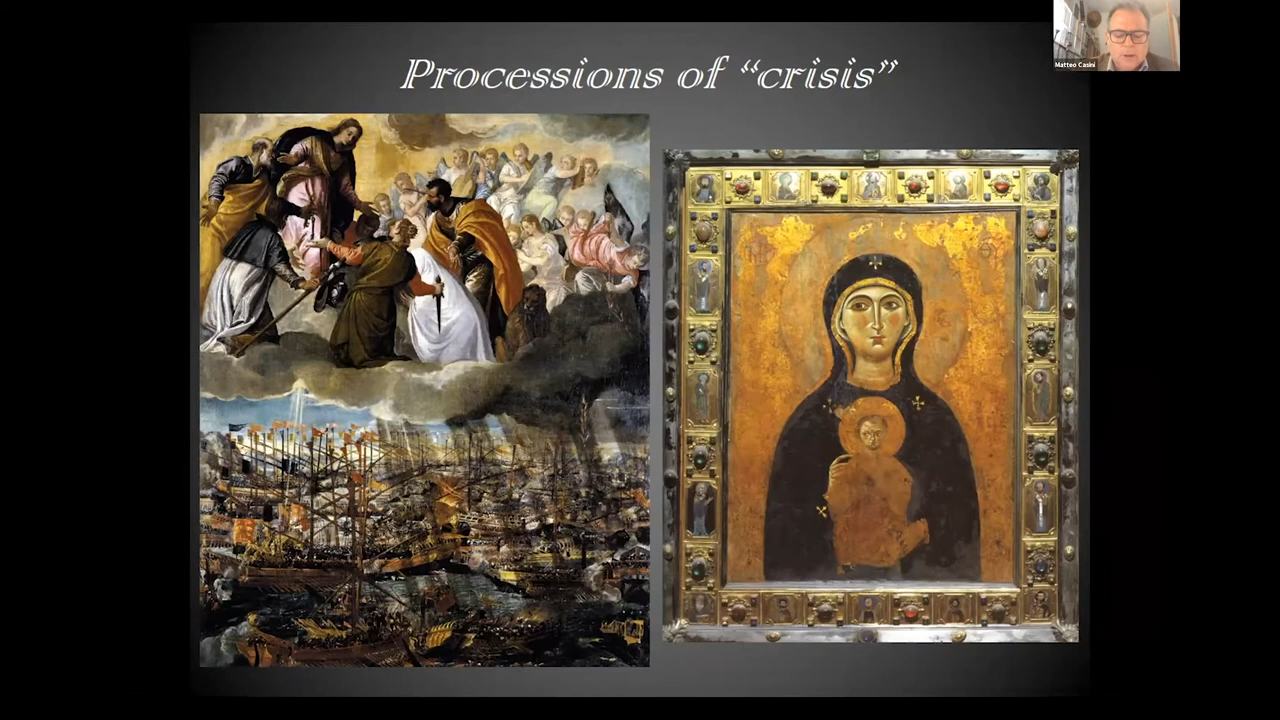 Processions of “crisis”
Matteo Casini